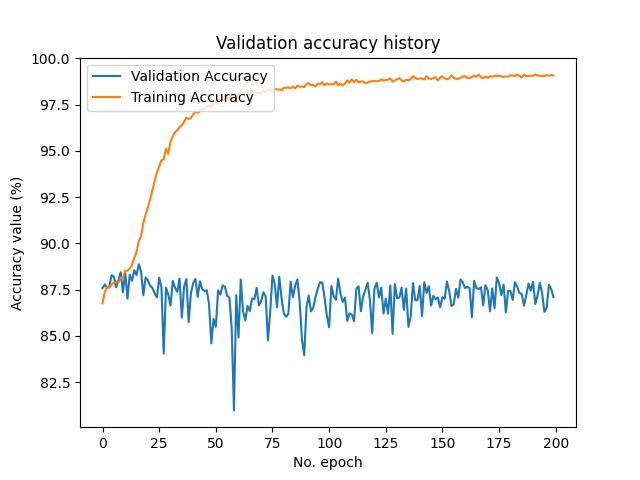 Validation accuracy history
100.0
97.5
95.0
92.5
90.0
87.5
85.0
82.5
Accuracy value (%)
Validation Accuracy
Training Accuracy
0 25 50 75 100 125 150 175 200
No. epoch